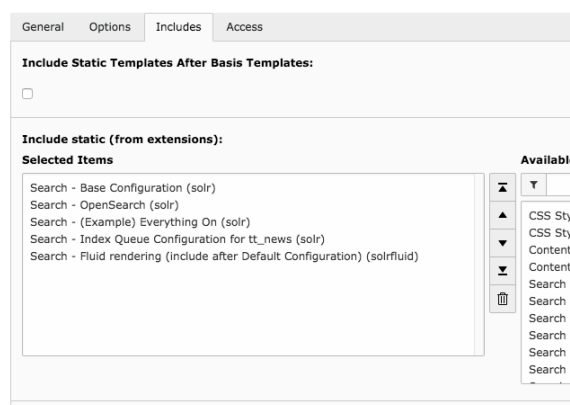 General Options Includes Access
Include Static Templates After Basis Templates:
Include static (from extensions):
Selected Items
Search - Base Configuration (solr)
Search - OpenSearch (solr)
Search - (Example) Everything On (solr)
Search - Index Queue Configuration for tt_news (solr)
Search - Fluid rendering (include after Default Configuration) (solrfluid)
Availabl
CSS Sty
CSS Sty
Content
Content
Search
Search
Search
Search
Search
Search